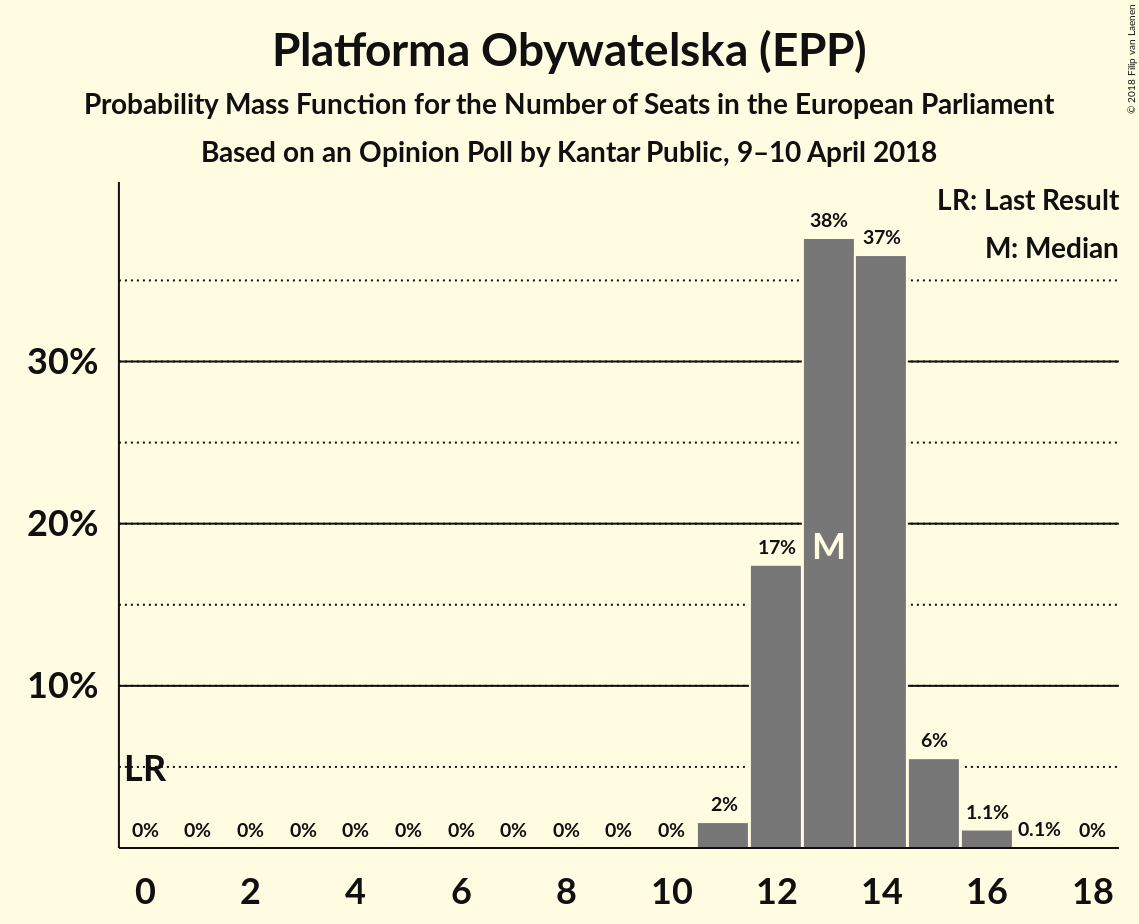 Platforma Obywatelska (EPP)
Probability Mass Function for the Number of Seats in the European Parliament
Based on an Opinion Poll by Kantar Public, 9–10 April 2018
© 2018 Filip van Laenen
LR: Last Result
M: Median
38%
37%
30%
20%
17%
M
10%
6%
LR
2%
1.1%
0% 0% 0% 0% 0% 0% 0% 0% 0% 0% 0% 0.1% 0%
0 2 4 6 8 10 12 14 16 18